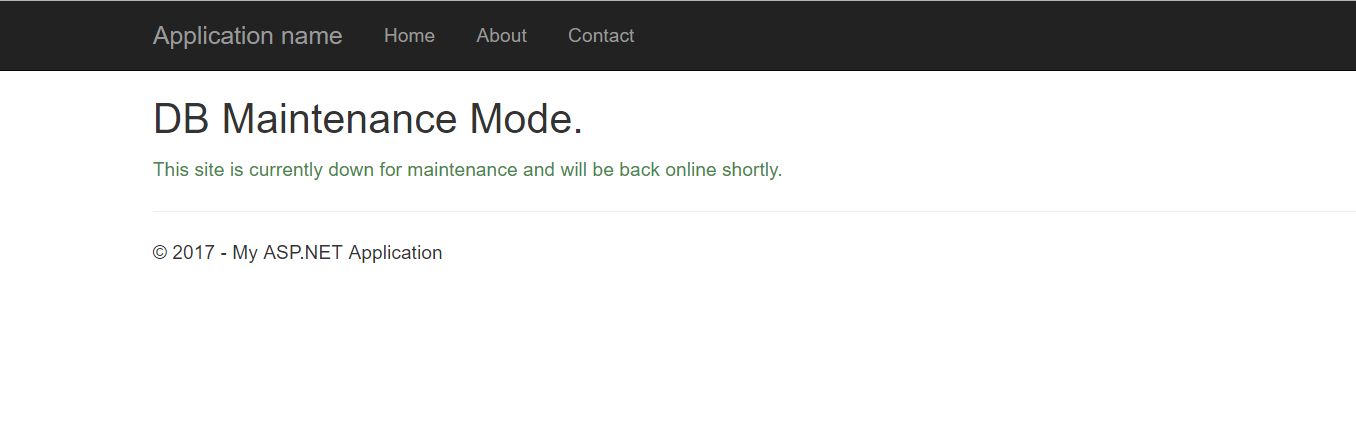 Application name Home About Contact
DB Maintenance Mode.
This site is currently down for maintenance and will be back online shortly.
© 2017 - My ASP.NET Application